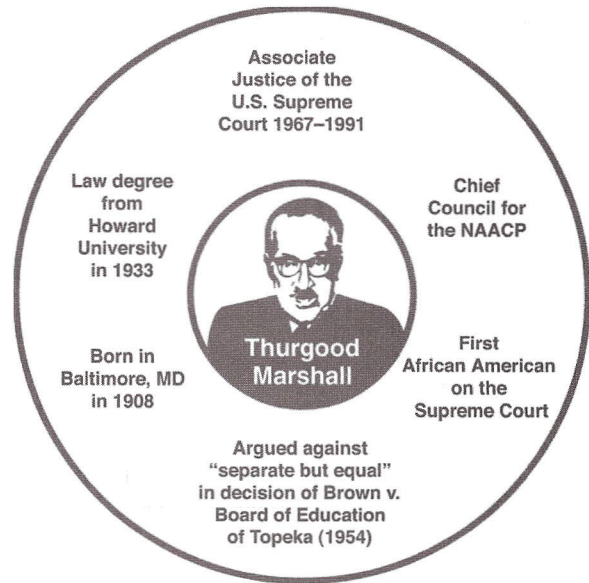 Associate
Justice of the
U.S. Supreme
Court 1967–1991
Law degree
from
Howard
University
in 1933
Chief
Council for
the NAACP
Thurgood
Marshall
Born in
Baltimore, MD
in 1908
First
African American
on the
Supreme Court
Argued against
“separate but equal”
in decision of Brown v.
Board of Education
of Topeka (1954)